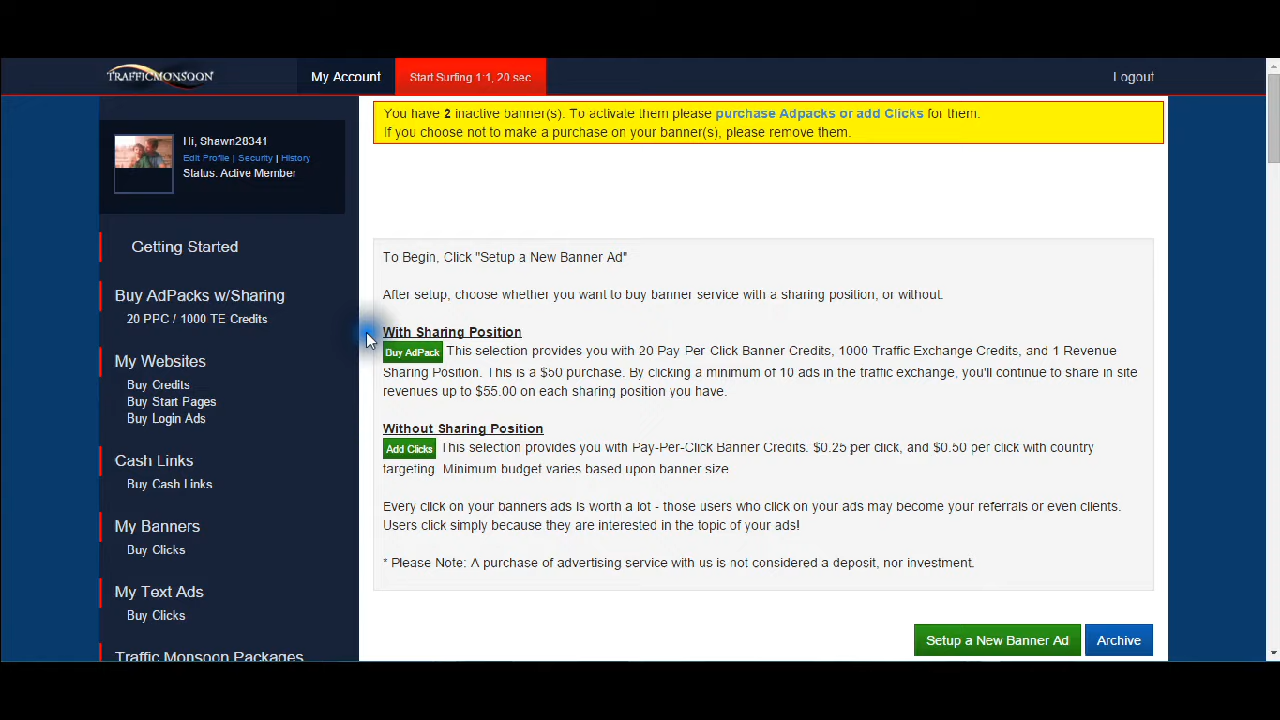 TRAFFICMONSOON
My Account
Start Surfing 1:1, 20 sec
Logout
Hi, Shawn28341
Edit Profile | Security | History
Status: Active Member
Getting Started
Buy AdPacks w/Sharing
20 PPC / 1000 TE Credits
My Websites
Buy Credits
Buy Start Pages
Buy Login Ads
Cash Links
Buy Cash Links
My Banners
Buy Clicks
My Text Ads
Buy Clicks
Traffic Monsoon Packages
You have 2 inactive banner(s). To activate them please purchase Adpacks or add Clicks for them.
If you choose not to make a purchase on your banner(s), please remove them.
To Begin, Click "Setup a New Banner Ad"
After setup, choose whether you want to buy banner service with a sharing position, or without.
With Sharing Position
Buy AdPack This selection provides you with 20 Pay-Per-Click Banner Credits, 1000 Traffic Exchange Credits, and 1 Revenue
Sharing Position. This is a $50 purchase. By clicking a minimum of 10 ads in the traffic exchange, you'll continue to share in site
revenues up to $55.00 on each sharing position you have.
Without Sharing Position
Add Clicks This selection provides you with Pay-Per-Click Banner Credits. $0.25 per click, and $0.50 per click with country
targeting. Minimum budget varies based upon banner size
Every click on your banners ads is worth a lot - those users who click on your ads may become your referrals or even clients.
Users click simply because they are interested in the topic of your ads!
* Please Note: A purchase of advertising service with us is not considered a deposit, nor investment.
Setup a New Banner Ad
Archive